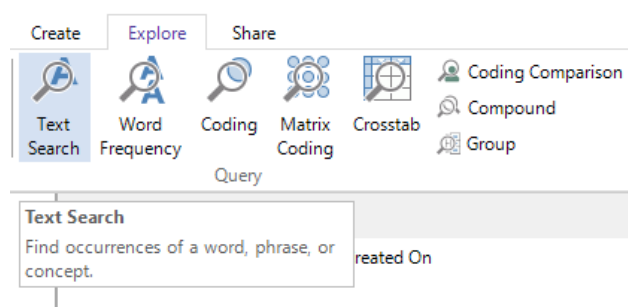 Create Explore Share
Text Search
Word Frequency
Coding
Matrix Coding
Crosstab
Coding Comparison
Compound
Group
Query
Text Search
Find occurrences of a word, phrase, or
concept.
reated On